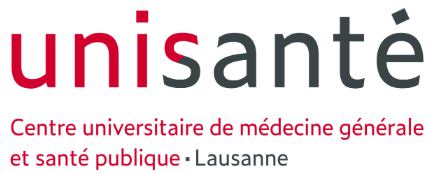 unisanté
Centre universitaire de médecine générale
et santé publique · Lausanne